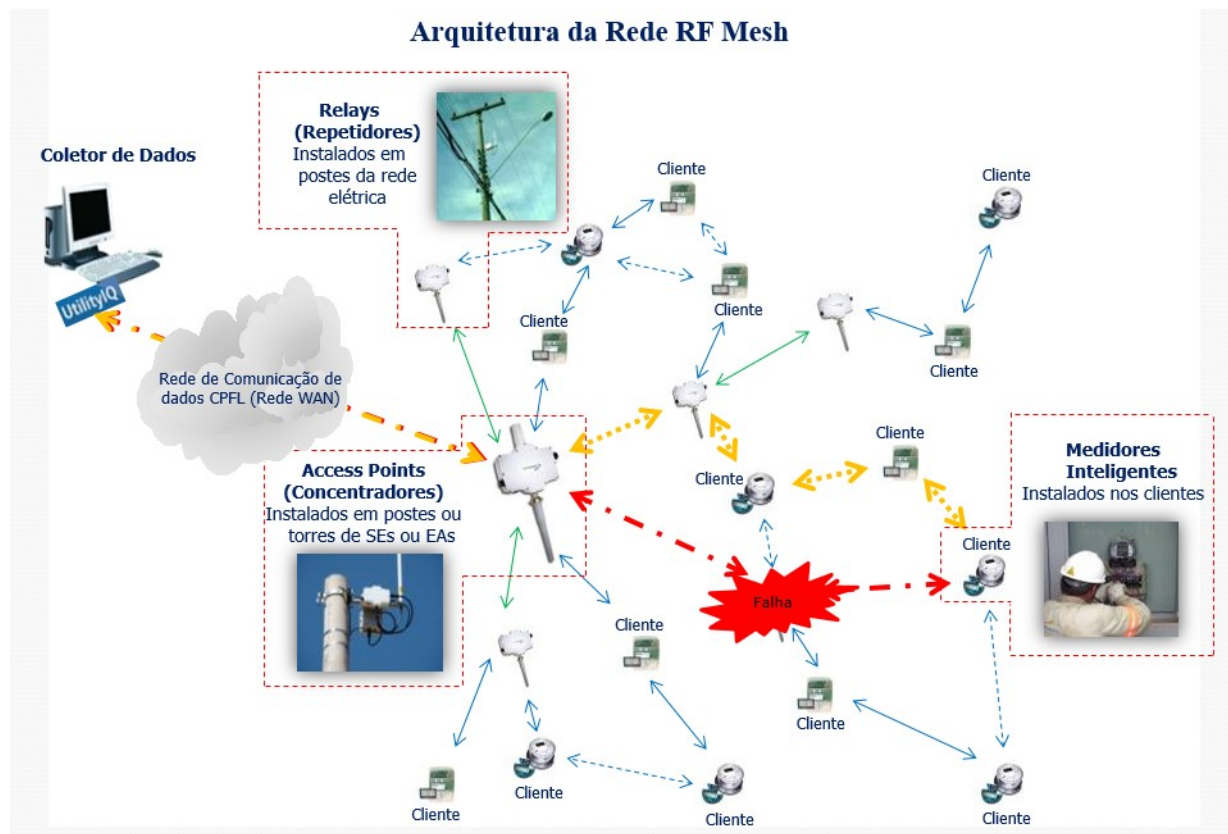 Arquitetura da Rede RF Mesh
Relays
(Repetidores)
Instalados em
postes da rede
elétrica
Coletor de Dados
UtilityIQ
Rede de Comunicação de
dados CPFL (Rede WAN)
Access Points
(Concentradores)
Instalados em postes ou
torres de SEs ou EAs
Cliente
Cliente
Cliente
Cliente
Cliente
Cliente
Cliente
Medidores
Inteligentes
Instalados nos clientes
Cliente
Cliente
Falha
Cliente
Cliente
Cliente
Cliente
Cliente
Cliente